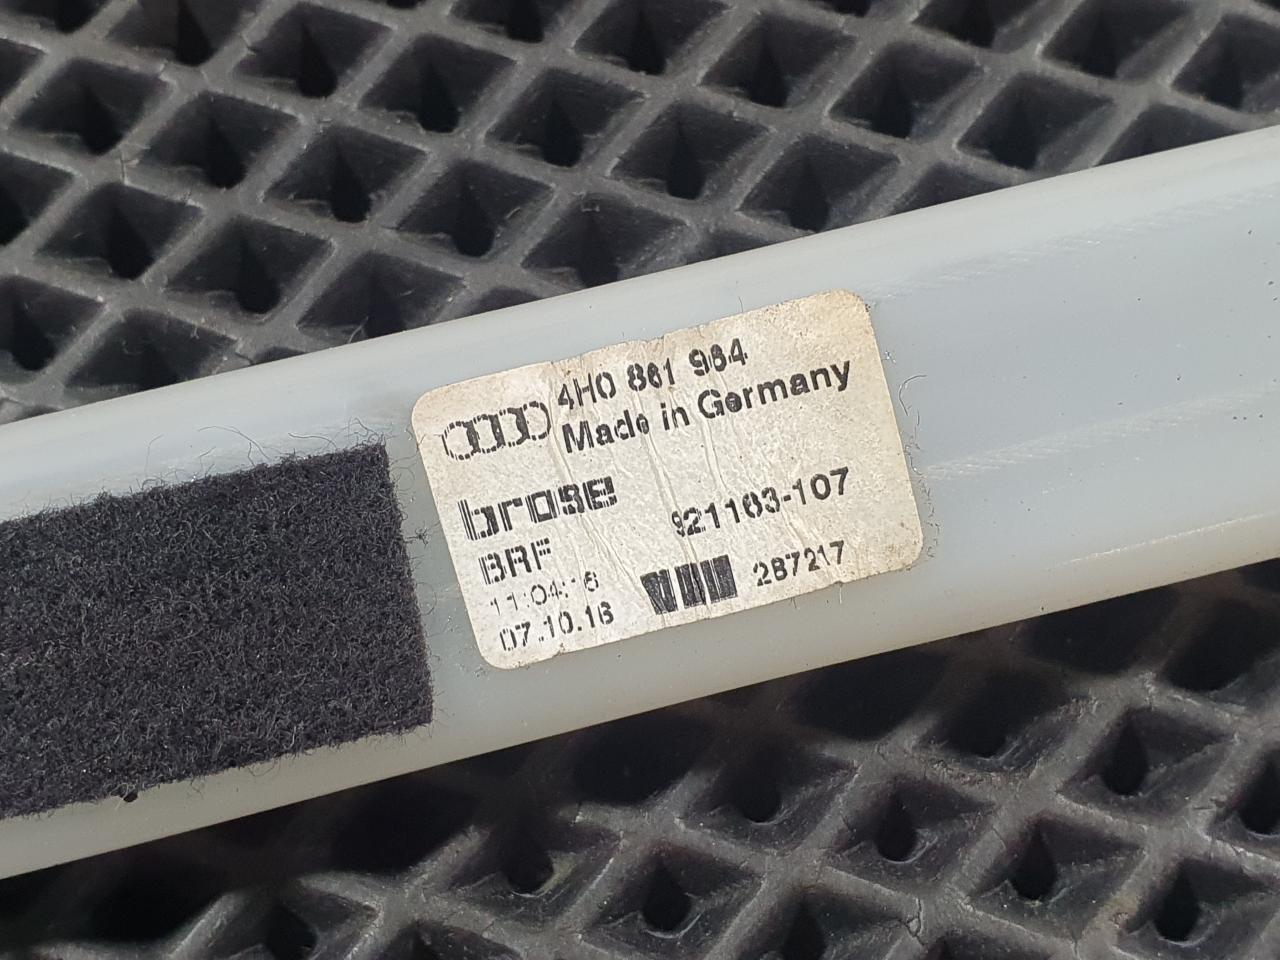 4H0 861 984
Made in Germany
brose
BRF
921163-107
11:04:16
07.10.16
287217